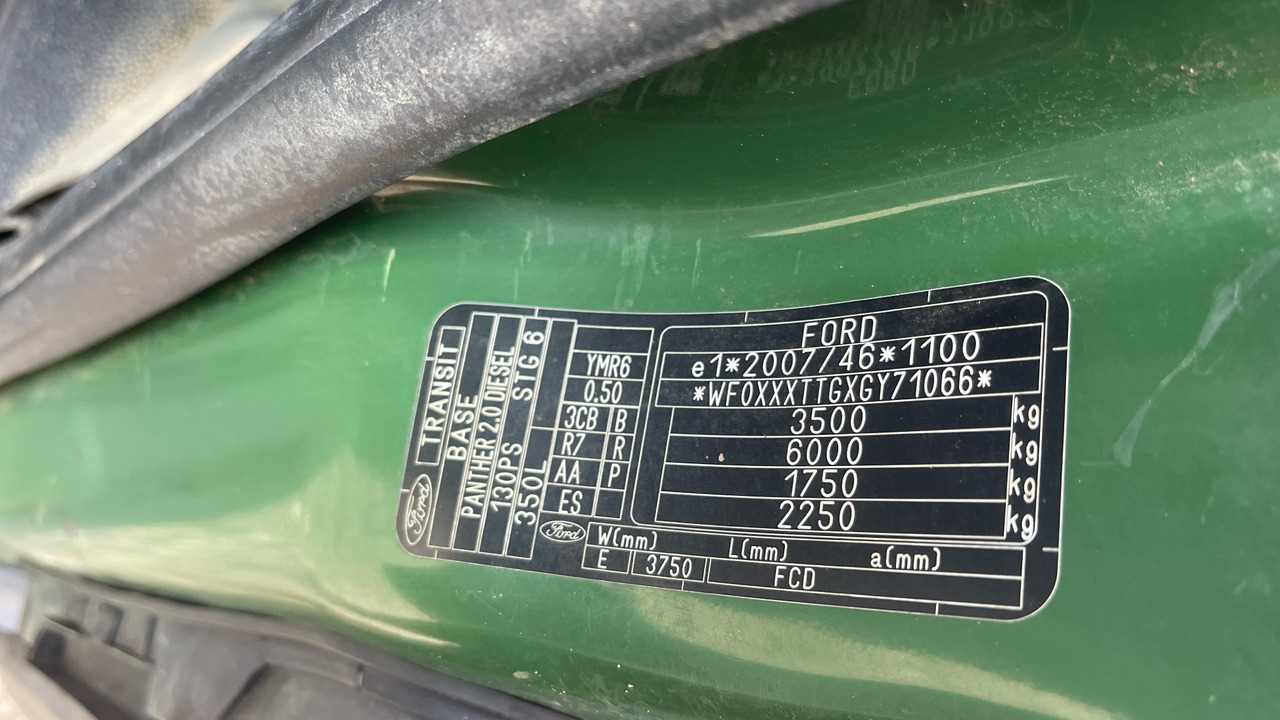 TRANSIT
BASE
PANTHER 2.0 DIESEL
130PS STG 6
350L
Ford
YMR6
0.50
3CB B
R7 R
AA P
ES
Ford
FORD
e1*2007/46*1100
*WF0XXXTTGXGY71066*
3500 kg
6000 kg
1750 kg
2250 kg
W(mm) L(mm) a(mm)
E 3750 FCD